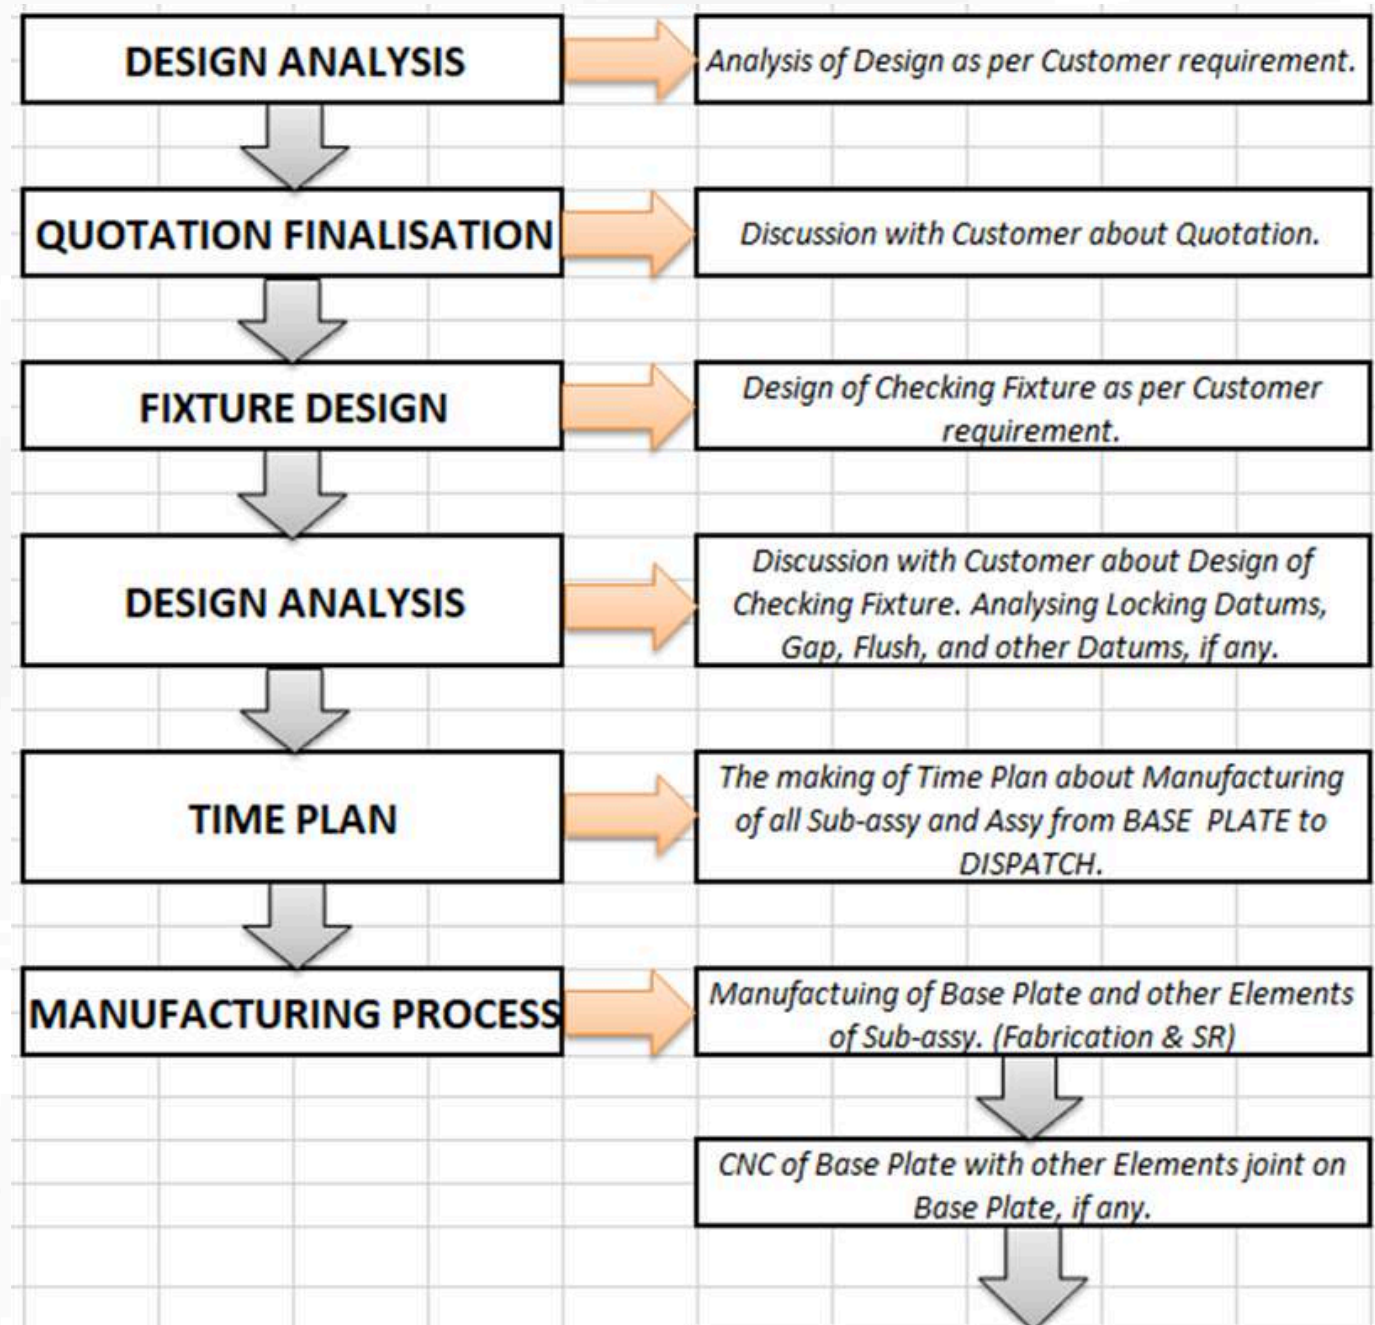 DESIGN ANALYSIS
Analysis of Design as per Customer requirement.
QUOTATION FINALISATION
Discussion with Customer about Quotation.
FIXTURE DESIGN
Design of Checking Fixture as per Customer
requirement.
DESIGN ANALYSIS
Discussion with Customer about Design of
Checking Fixture. Analysing Locking Datums,
Gap, Flush, and other Datums, if any.
TIME PLAN
The making of Time Plan about Manufacturing
of all Sub-assy and Assy from BASE PLATE to
DISPATCH.
MANUFACTURING PROCESS
Manufactuing of Base Plate and other Elements
of Sub-assy. (Fabrication & SR)
CNC of Base Plate with other Elements joint on
Base Plate, if any.